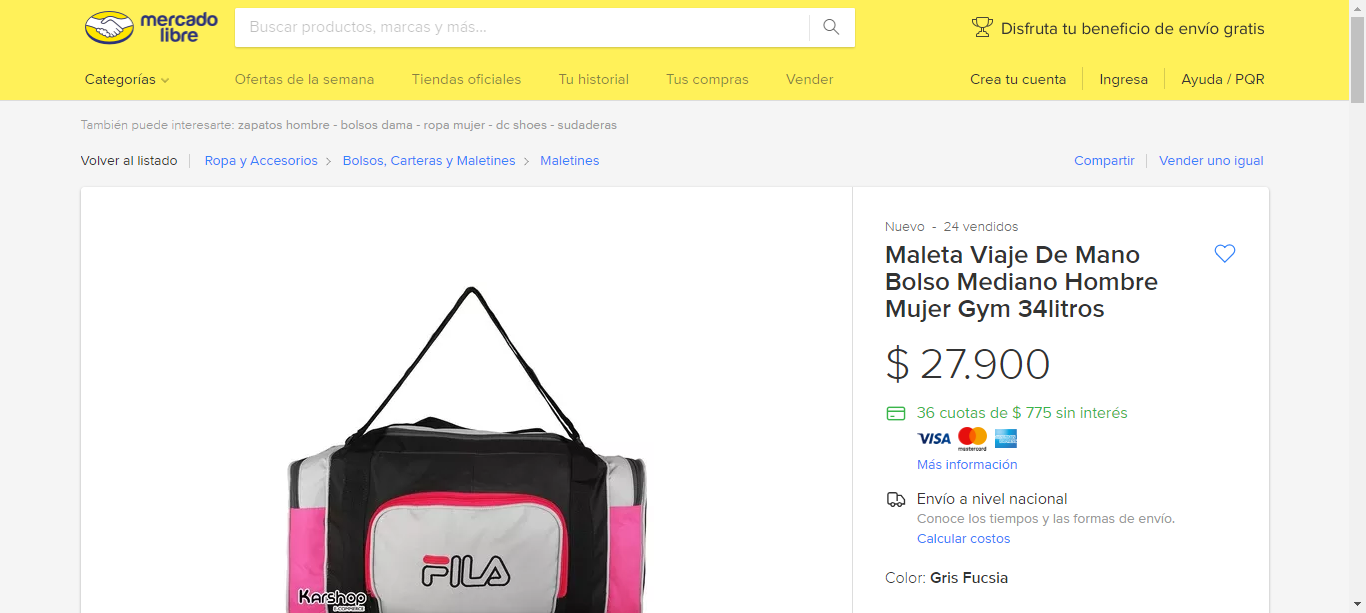 mercado
libre
Buscar productos, marcas y más...
Disfruta tu beneficio de envío gratis
Categorías
Ofertas de la semana
Tiendas oficiales
Tu historial
Tus compras
Vender
Crea tu cuenta
Ingresa
Ayuda / PQR
También puede interesarte: zapatos hombre - bolsos dama - ropa mujer - dc shoes - sudaderas
Volver al listado
Ropa y Accesorios
Bolsos, Carteras y Maletines
Maletines
Compartir
Vender uno igual
Nuevo - 24 vendidos
Maleta Viaje De Mano
Bolso Mediano Hombre
Mujer Gym 34litros
$ 27.900
36 cuotas de $ 775 sin interés
VISA
mastercard
Más información
Envío a nivel nacional
Conoce los tiempos y las formas de envío.
Calcular costos
Color: Gris Fucsia
FILA
Karshop
E-COMMERCE